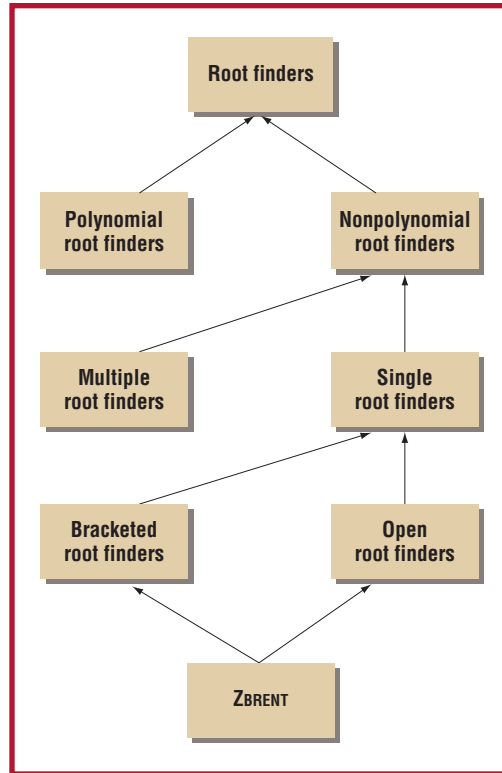 Root finders
Polynomial
root finders
Nonpolynomial
root finders
Multiple
root finders
Single
root finders
Bracketed
root finders
Open
root finders
ZBRENT